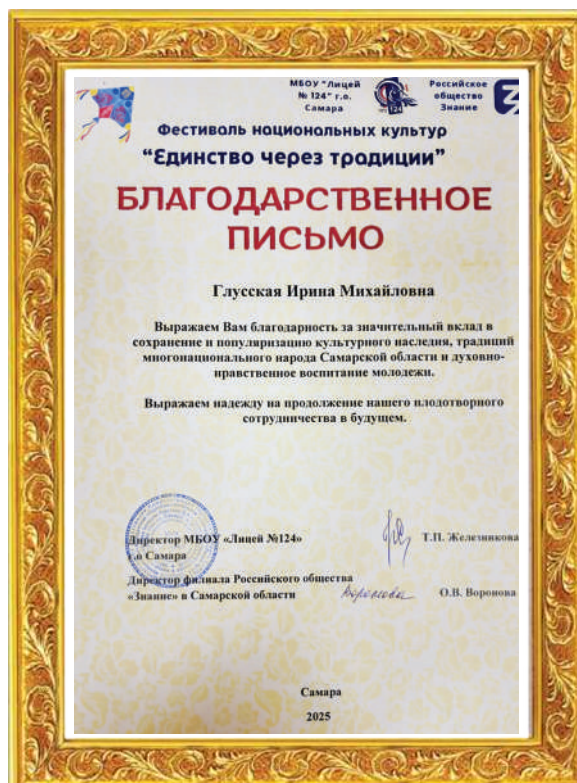 МБОУ "Лицей
№ 124" г.о.
Самара
124
Российское
общество
Знание
Фестиваль национальных культур
“Единство через традиции”
БЛАГОДАРСТВЕННОЕ
ПИСЬМО
Глусская Ирина Михайловна
Выражаем Вам благодарность за значительный вклад в
сохранение и популяризацию культурного наследия, традиций
многонационального народа Самарской области и духовно-
нравственное воспитание молодежи.
Выражаем надежду на продолжение нашего плодотворного
сотрудничества в будущем.
Директор МБОУ «Лицей №124»
г.о Самара
Т.П. Железникова
Директор филиала Российского общества
«Знание» в Самарской области
Воронова
О.В. Воронова
Самара
2025